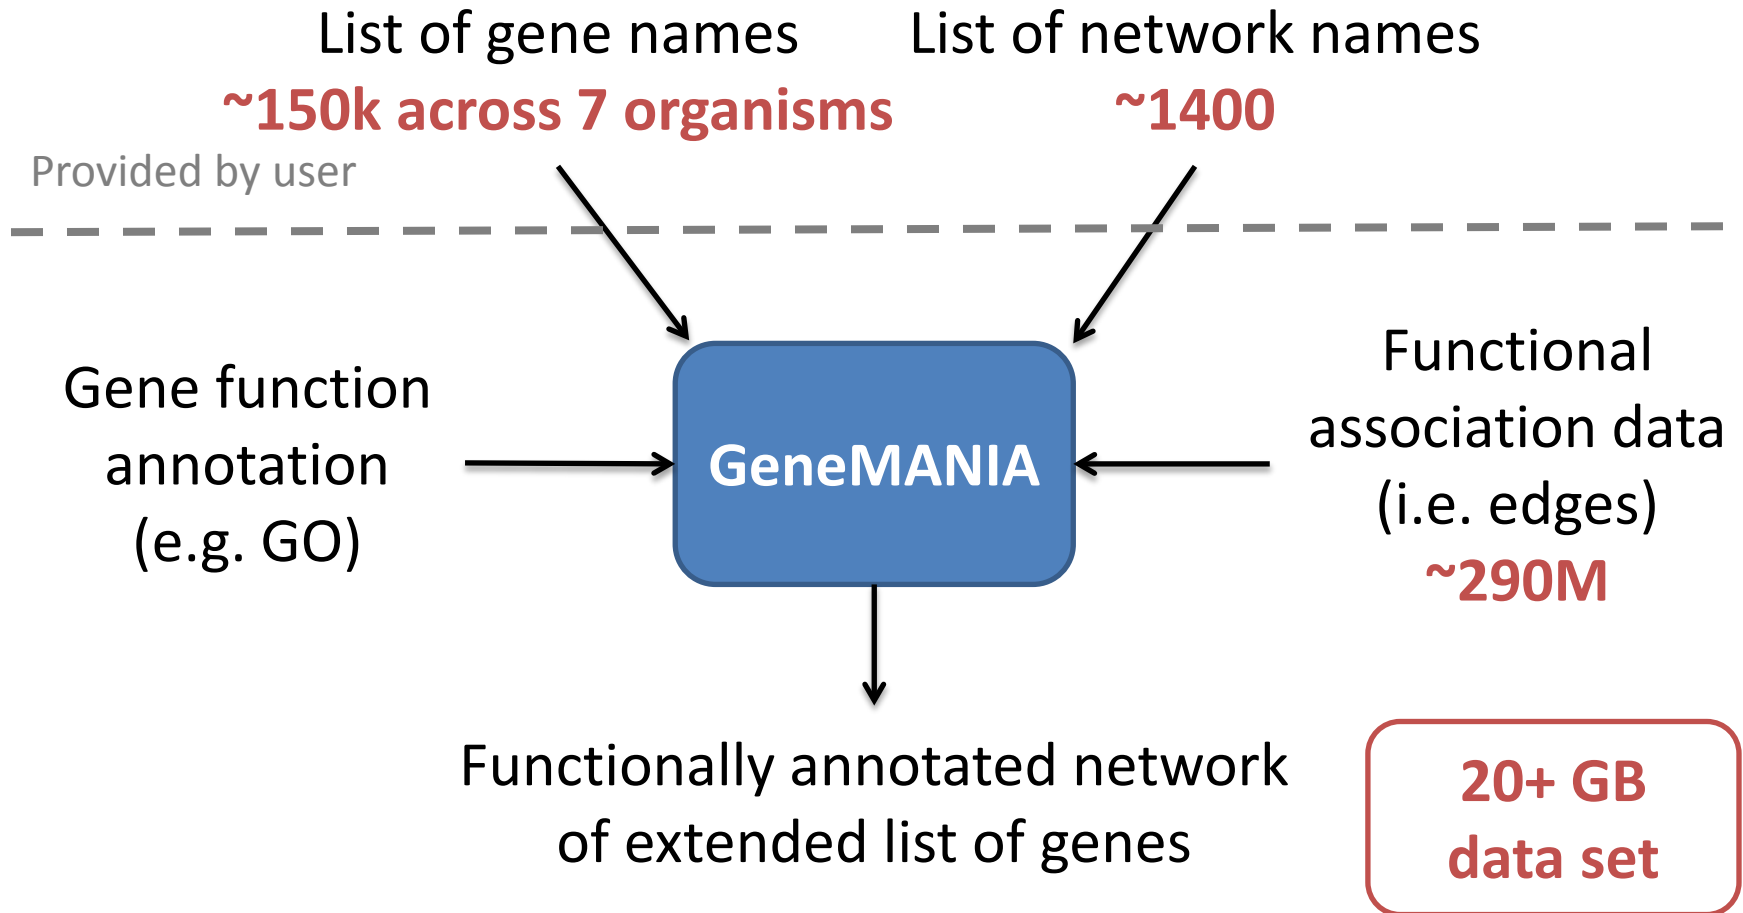 List of gene names
~150k across 7 organisms
List of network names
~1400
Provided by user
Gene function
annotation
(e.g. GO)
GeneMANIA
Functional
association data
(i.e. edges)
~290M
Functionally annotated network
of extended list of genes
20+ GB
data set